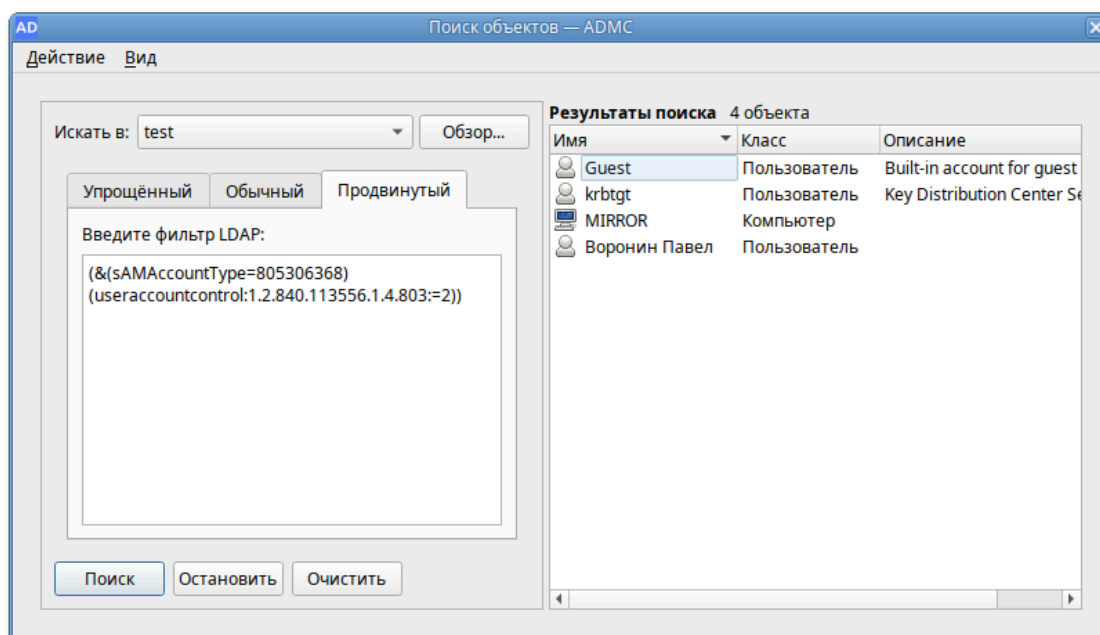 AD Поиск объектов — ADMC
Действие Вид
Искать в: test Обзор...
Упрощённый Обычный Продвинутый
Введите фильтр LDAP:
(&(sAMAccountType=805306368)
(useraccountcontrol:1.2.840.113556.1.4.803:=2))
Поиск Остановить Очистить
Результаты поиска 4 объекта
Имя Класс Описание
Guest Пользователь Built-in account for guest
krbtgt Пользователь Key Distribution Center Se
MIRROR Компьютер
Воронин Павел Пользователь